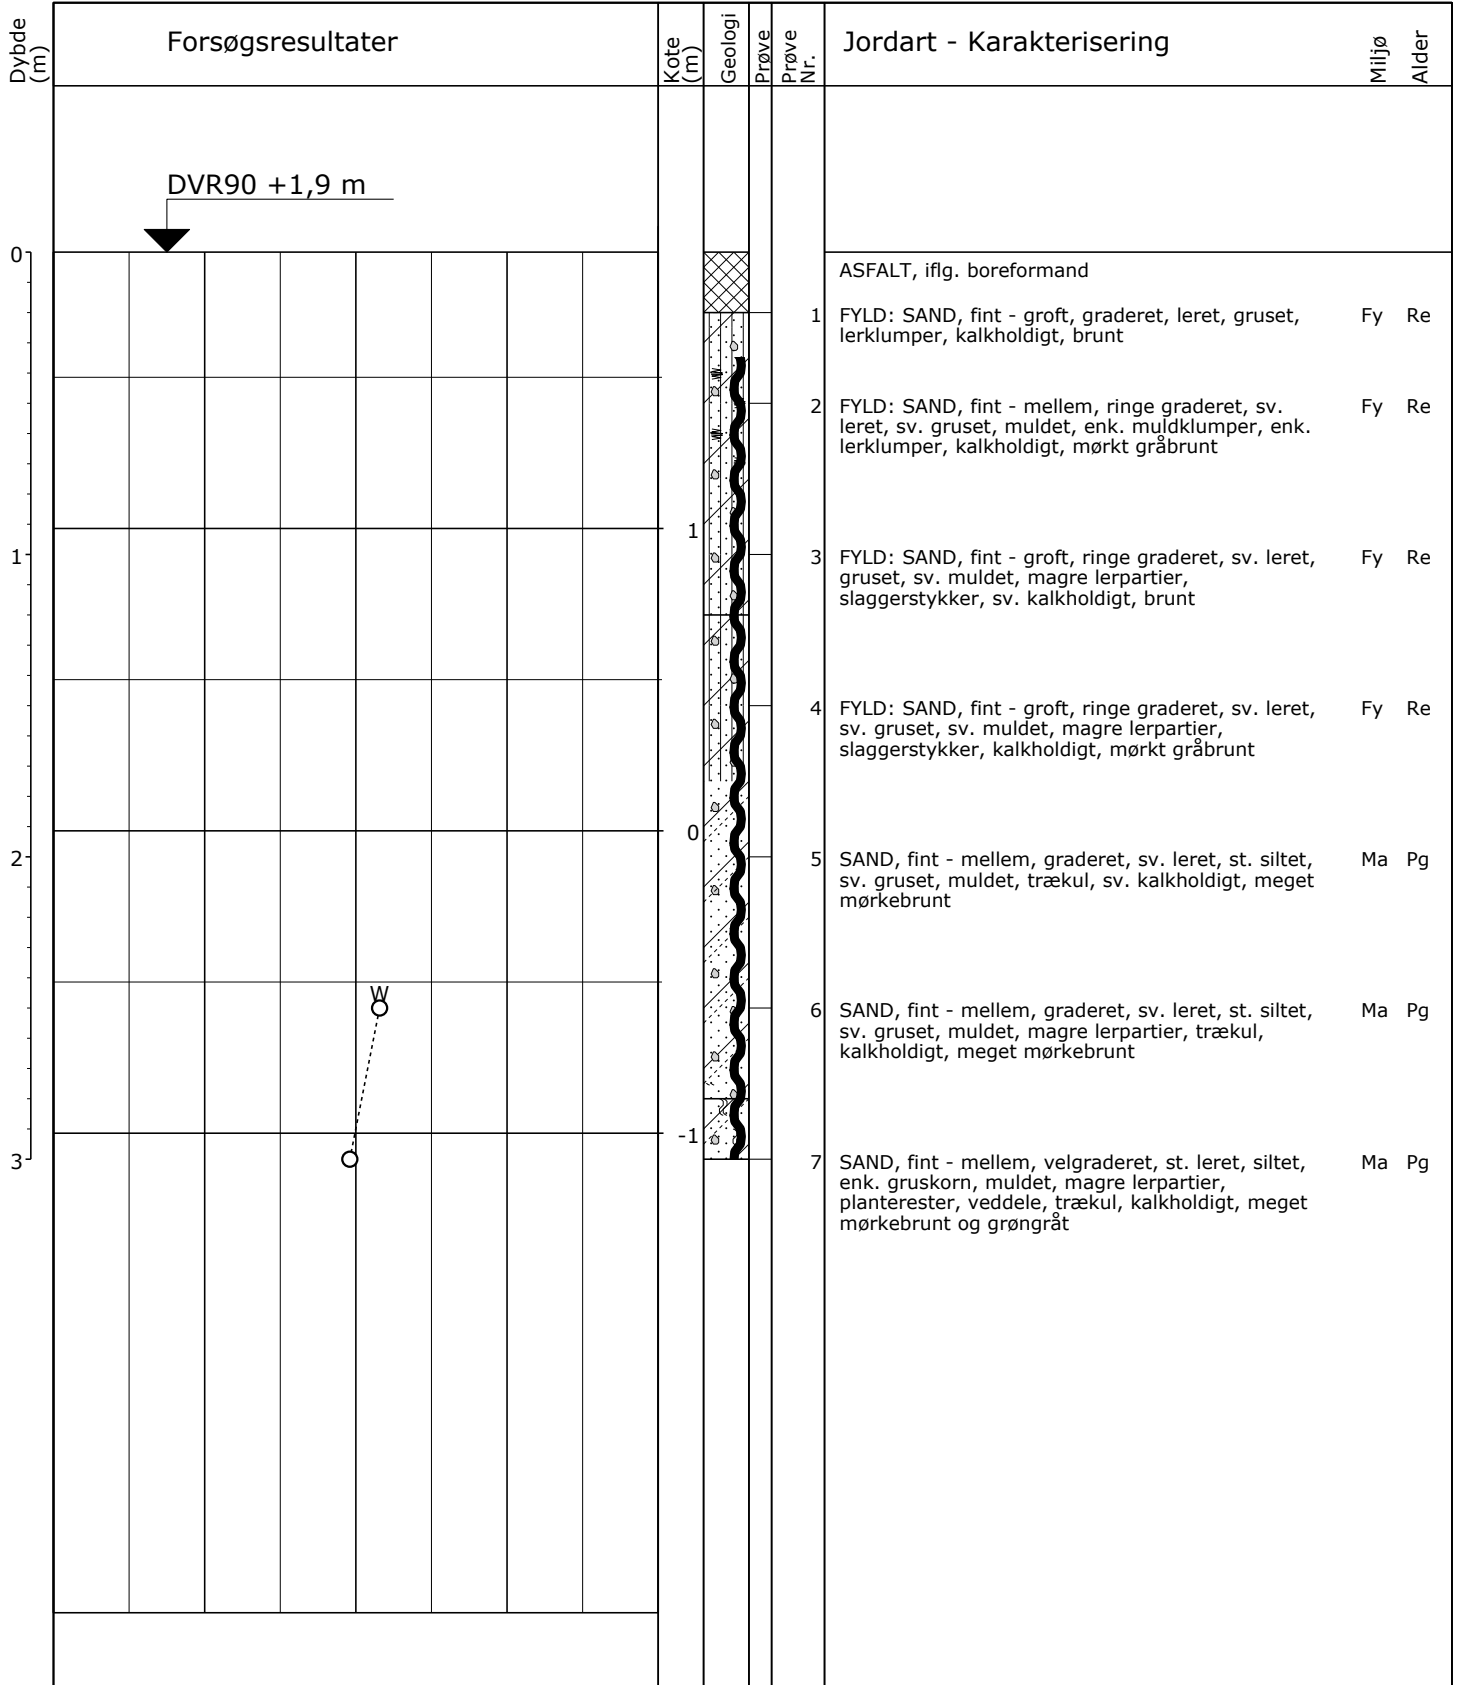 Dybde
(m)
Forsøgsresultater
Kote
(m)
Geologi
Prøve
Prøve
Nr.
Jordart - Karakterisering
Miljø
Alder
DVR90 +1,9 m
0
ASFALT, iflg. boreformand
1 FYLD: SAND, fint - groft, graderet, leret, gruset, Fy Re
lerklumper, kalkholdigt, brunt
2 FYLD: SAND, fint - mellem, ringe graderet, sv. Fy Re
leret, sv. gruset, muldet, enk. muldklumper, enk.
lerklumper, kalkholdigt, mørkt gråbrunt
1
1
3 FYLD: SAND, fint - groft, ringe graderet, sv. leret, Fy Re
gruset, sv. muldet, magre lerpartier,
slaggerstykker, sv. kalkholdigt, brunt
4 FYLD: SAND, fint - groft, ringe graderet, sv. leret, Fy Re
sv. gruset, sv. muldet, magre lerpartier,
slaggerstykker, kalkholdigt, mørkt gråbrunt
0
2
5 SAND, fint - mellem, graderet, sv. leret, st. siltet, Ma Pg
sv. gruset, muldet, trækul, sv. kalkholdigt, meget
mørkebrunt
W
6 SAND, fint - mellem, graderet, sv. leret, st. siltet, Ma Pg
sv. gruset, muldet, magre lerpartier, trækul,
kalkholdigt, meget mørkebrunt
-1
3
7 SAND, fint - mellem, velgraderet, st. leret, siltet, Ma Pg
enk. gruskorn, muldet, magre lerpartier,
planterester, veddele, trækul, kalkholdigt, meget
mørkebrunt og grøngråt